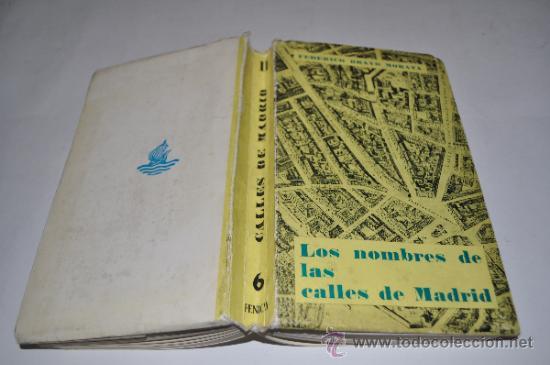 FEDERICO BRAVO MORATA
Los nombres de
las
calles de Madrid
II
CALLES DE MADRID
6
FENICIA
© www.todocoleccion.net